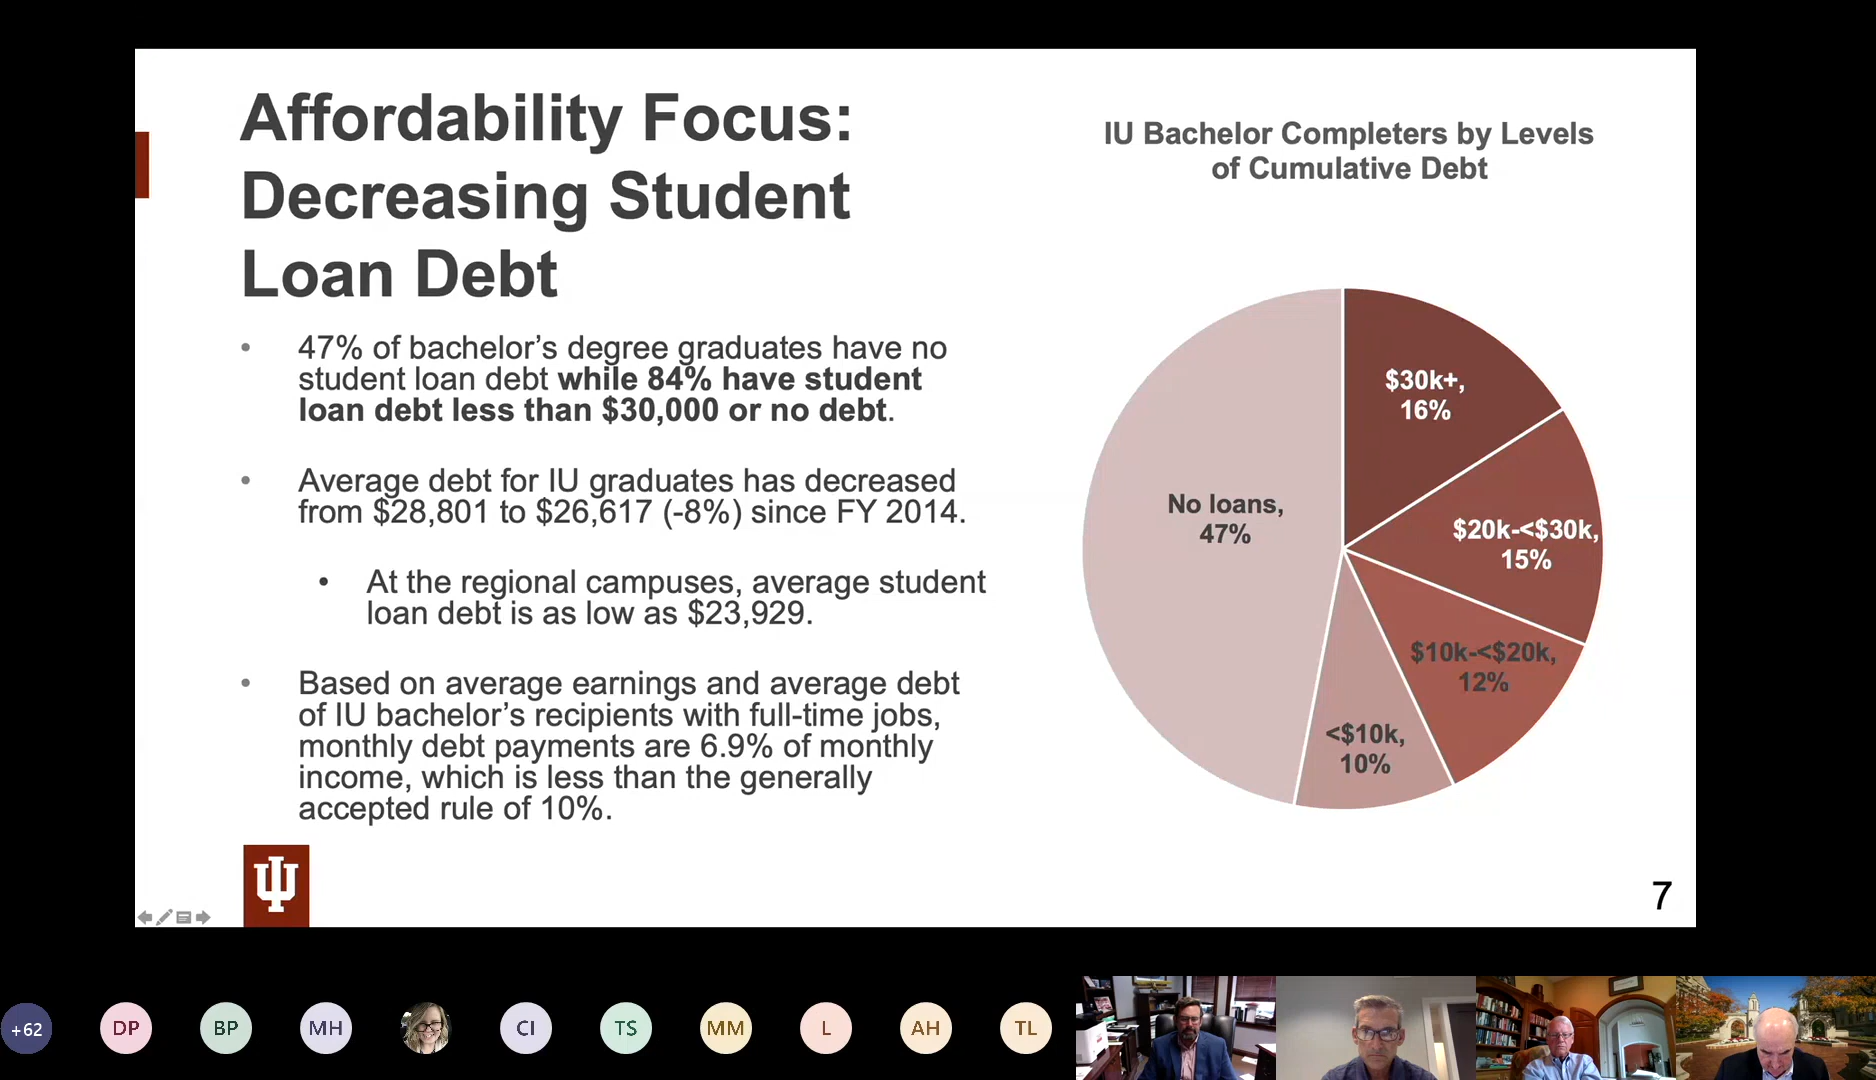 Affordability Focus:
Decreasing Student
Loan Debt
• 47% of bachelor’s degree graduates have no
student loan debt while 84% have student
loan debt less than $30,000 or no debt.
• Average debt for IU graduates has decreased
from $28,801 to $26,617 (-8%) since FY 2014.
• At the regional campuses, average student
loan debt is as low as $23,929.
• Based on average earnings and average debt
of IU bachelor’s recipients with full-time jobs,
monthly debt payments are 6.9% of monthly
income, which is less than the generally
accepted rule of 10%.
IU Bachelor Completers by Levels
of Cumulative Debt
$30k+,
16%
$20k-<$30k,
15%
$10k-<$20k,
12%
<$10k,
10%
No loans,
47%
7
+62
DP
BP
MH
CI
TS
MM
L
AH
TL